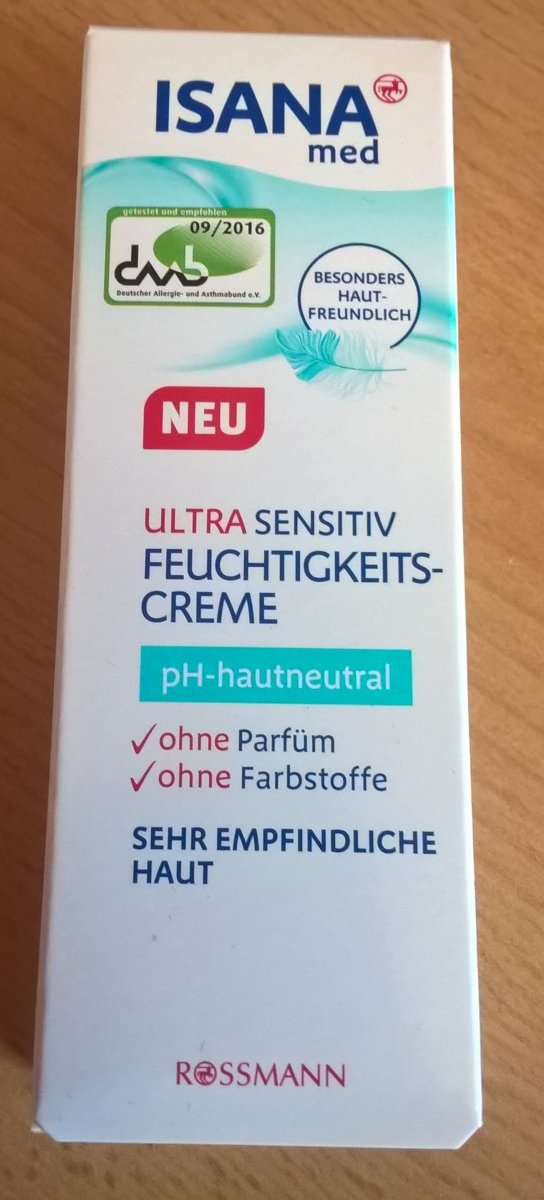 ISANA
med
getestet und empfohlen
09/2016
daab
Deutscher Allergie- und Asthmabund e.V.
BESONDERS
HAUT-
FREUNDLICH
NEU
ULTRA SENSITIV
FEUCHTIGKEITS-
CREME
pH-hautneutral
✓ohne Parfüm
✓ohne Farbstoffe
SEHR EMPFINDLICHE
HAUT
ROSSMANN